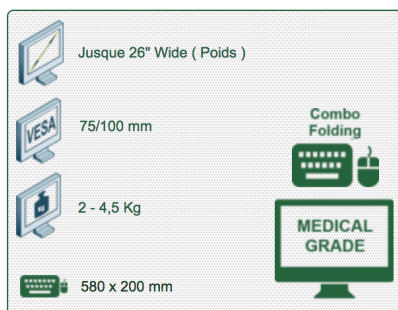 Jusque 26" Wide ( Poids )
VESA
75/100 mm
Combo
Folding
2 - 4,5 Kg
MEDICAL
GRADE
580 x 200 mm